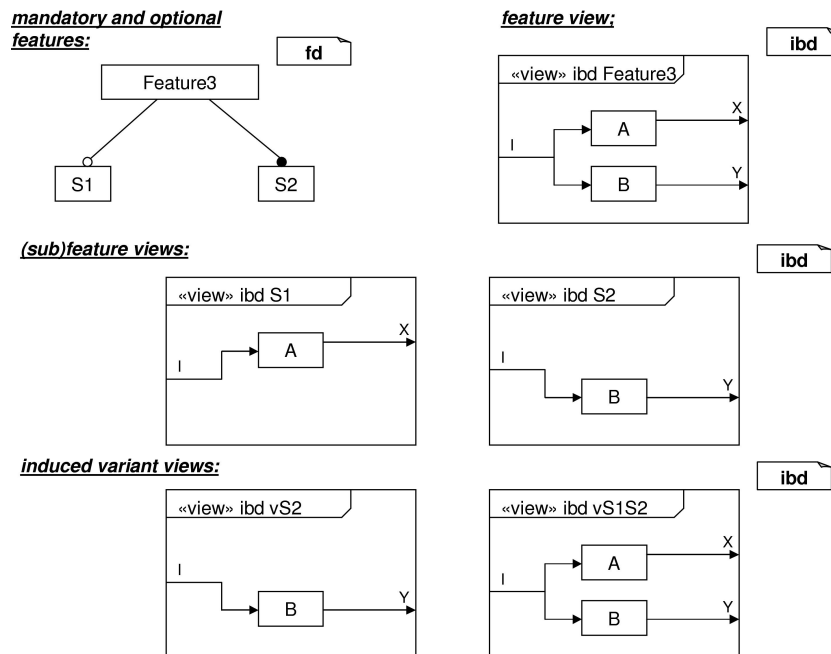 mandatory and optional
features:
fd
Feature3
S1
S2
feature view;
ibd
«view» ibd Feature3
I
A
X
B
Y
(sub)feature views:
ibd
«view» ibd S1
I
A
X
«view» ibd S2
I
B
Y
induced variant views:
ibd
«view» ibd vS2
I
B
Y
«view» ibd vS1S2
I
A
X
B
Y